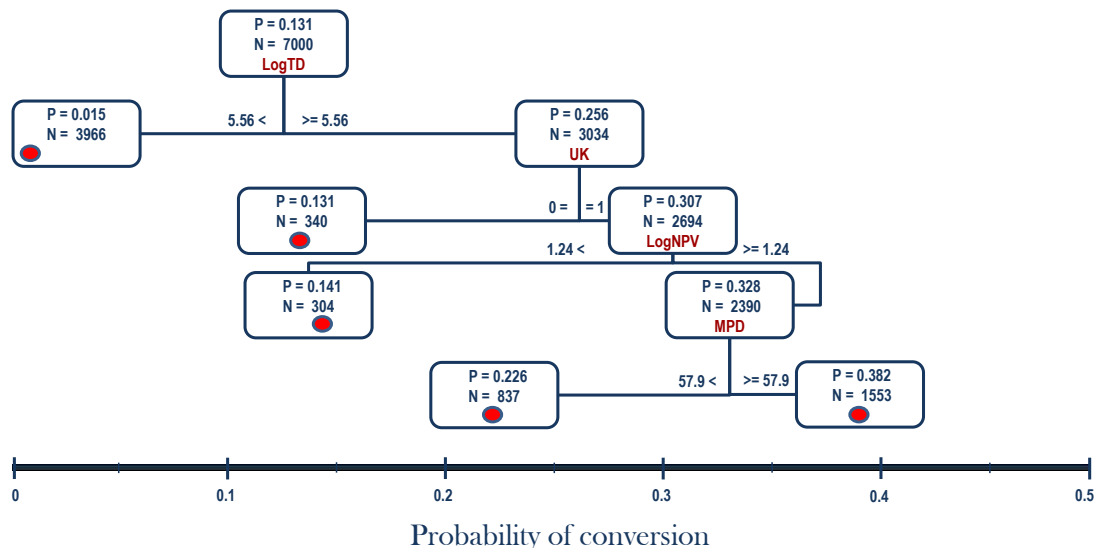 P = 0.131
N = 7000
LogTD
5.56 < >= 5.56
P = 0.015
N = 3966
P = 0.256
N = 3034
UK
0 = = 1
P = 0.131
N = 340
P = 0.307
N = 2694
LogNPV
1.24 < >= 1.24
P = 0.141
N = 304
P = 0.328
N = 2390
MPD
57.9 < >= 57.9
P = 0.226
N = 837
P = 0.382
N = 1553
0 0.1 0.2 0.3 0.4 0.5
Probability of conversion